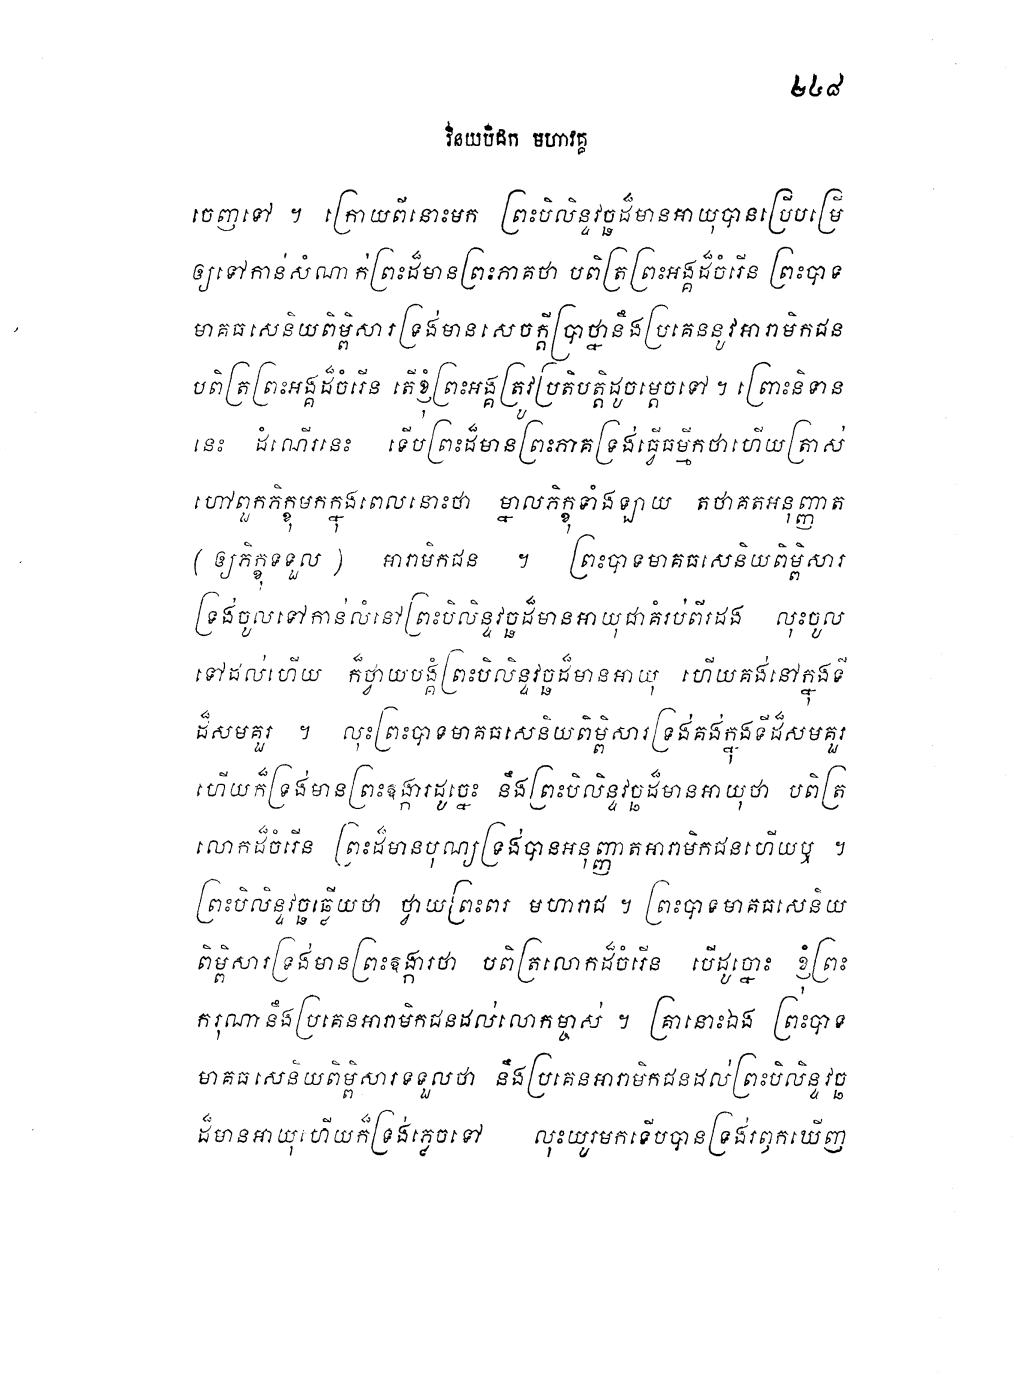 ២៤៨
វិនយបិដក មហាវគ្គ
ចេញទៅ ។ ក្រោយពីនោះមក ព្រះបិលិន្ទវច្ឆដ៏មានអាយុបានប្រើបម្រើ
ឲ្យទៅកាន់សំណាក់ព្រះដ៏មានព្រះភាគថា បពិត្រព្រះអង្គដ៏ចំរើន ព្រះបាទ
មាគធសេនិយពិម្ពិសារទ្រង់មានសេចក្តីប្រាថ្នានឹងប្រគេននូវអារាមិកជន
បពិត្រព្រះអង្គដ៏ចំរើន តើខ្ញុំព្រះអង្គត្រូវប្រតិបត្តិដូចម្តេចទៅ ។ ព្រោះនិទាន
នេះ ដំណើរនេះ ទើបព្រះដ៏មានព្រះភាគទ្រង់ធ្វើធម្មីកថាហើយត្រាស់
ហៅពួកភិក្ខុមកក្នុងពេលនោះថា ម្នាលភិក្ខុទាំងឡាយ តថាគតអនុញ្ញាត
(ឲ្យភិក្ខុទទួល) អារាមិកជន ។ ព្រះបាទមាគធសេនិយពិម្ពិសារ
ទ្រង់ចូលទៅកាន់លំនៅព្រះបិលិន្ទវច្ឆដ៏មានអាយុជាគំរប់ពីរដង លុះចូល
ទៅដល់ហើយ ក៏ថ្វាយបង្គំព្រះបិលិន្ទវច្ឆដ៏មានអាយុ ហើយគង់នៅក្នុងទី
ដ៏សមគួរ ។ លុះព្រះបាទមាគធសេនិយពិម្ពិសារទ្រង់គង់ក្នុងទីដ៏សមគួរ
ហើយក៏ទ្រង់មានព្រះឧង្ការដូច្នេះ នឹងព្រះបិលិន្ទវច្ឆដ៏មានអាយុថា បពិត្រ
លោកដ៏ចំរើន ព្រះដ៏មានបុណ្យទ្រង់បានអនុញ្ញាតអារាមិកជនហើយឬ ។
ព្រះបិលិន្ទវច្ឆឆ្លើយថា ថ្វាយព្រះពរ មហារាជ ។ ព្រះបាទមាគធសេនិយ
ពិម្ពិសារទ្រង់មានព្រះឧង្ការថា បពិត្រលោកដ៏ចំរើន បើដូច្នោះ ខ្ញុំព្រះ
ករុណានឹងប្រគេនអារាមិកជនដល់លោកម្ចាស់ ។ គ្រានោះឯង ព្រះបាទ
មាគធសេនិយពិម្ពិសារទទួលថា នឹងប្រគេនអារាមិកជនដល់ព្រះបិលិន្ទវច្ឆ
ដ៏មានអាយុហើយក៏ទ្រង់ភ្លេចទៅ លុះយូរមកទើបបានទ្រង់រឭកឃើញ